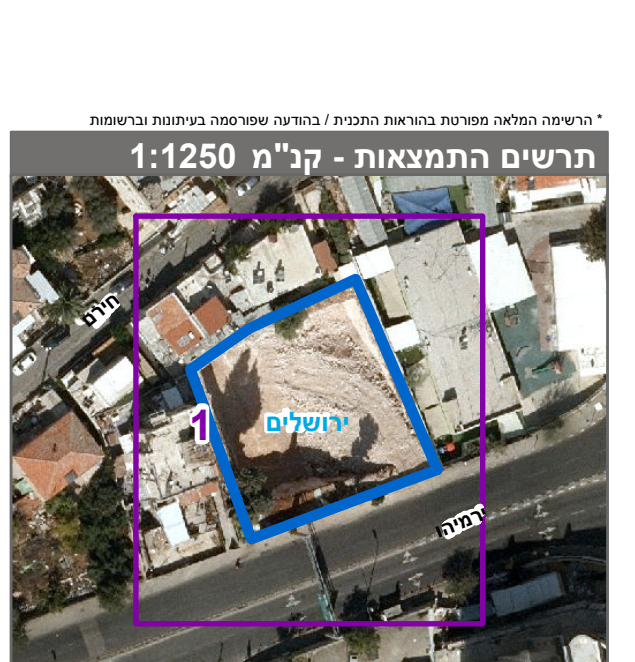 * הרשימה המלאה מפורטת בהוראות התכנית / בהודעה שפורסמה בעיתונות וברשומות
תרשים התמצאות - קנ"מ 1:1250
חירם
1
ירושלים
ירמיהו